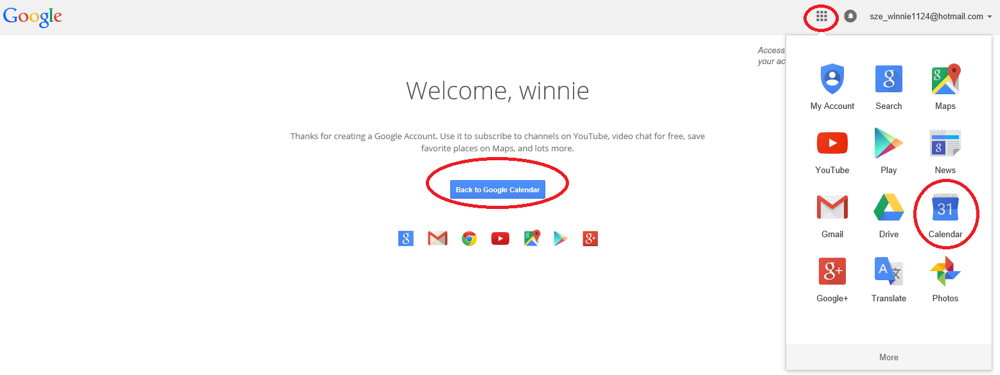 Google
sze_winnie1124@hotmail.com
Access
your ac
Welcome, winnie
Thanks for creating a Google Account. Use it to subscribe to channels on YouTube, video chat for free, save
favorite places on Maps, and lots more.
Back to Google Calendar
g g g+
My Account Search Maps
g g
YouTube Play News
g
Gmail Drive Calendar
31
Google+ Translate Photos
g+ A 文
More